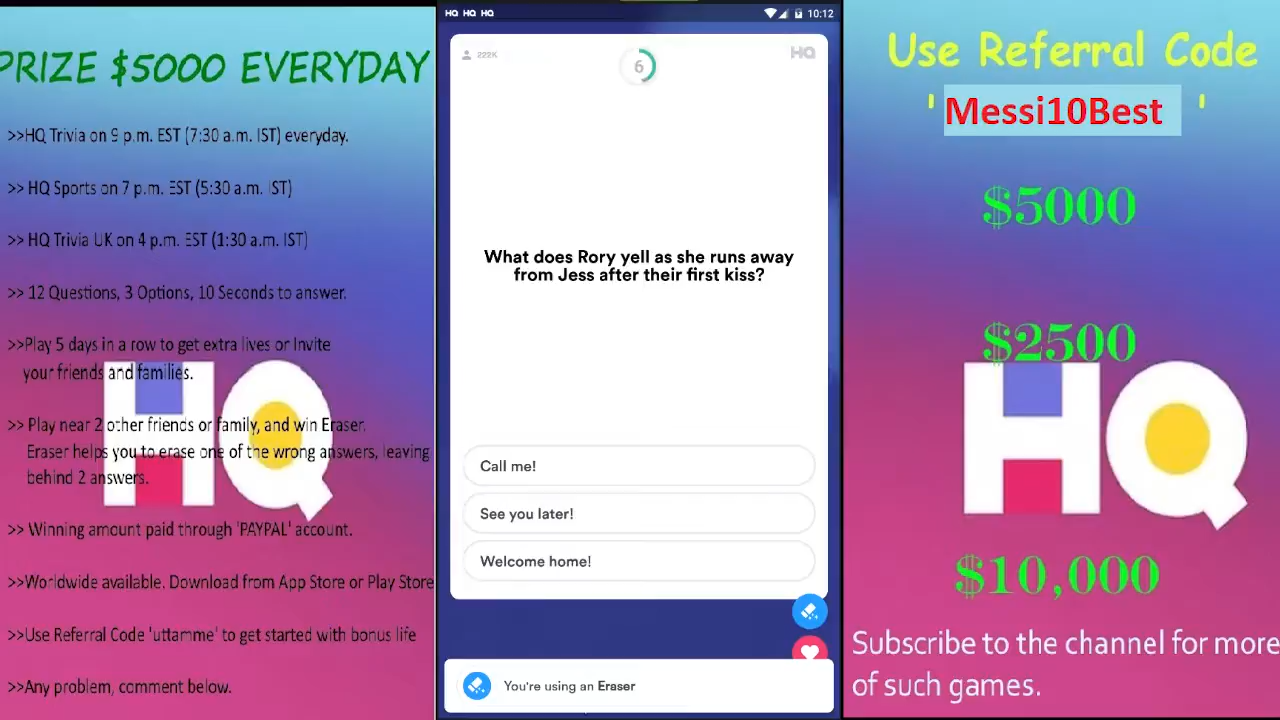 PRIZE $5000 EVERYDAY
>>HQ Trivia on 9 p.m. EST (7:30 a.m. IST) everyday.
>> HQ Sports on 7 p.m. EST (5:30 a.m. IST)
>> HQ Trivia UK on 4 p.m. EST (1:30 a.m. IST)
>> 12 Questions, 3 Options, 10 Seconds to answer.
>>Play 5 days in a row to get extra lives or Invite
your friends and families.
>> Play near 2 other friends or family, and win Eraser.
Eraser helps you to erase one of the wrong answers, leaving
behind 2 answers.
>> Winning amount paid through 'PAYPAL' account.
>>Worldwide available. Download from App Store or Play Store
>>Use Referral Code 'uttamme' to get started with bonus life
>>Any problem, comment below.
HQ
HQ HQ HQ
10:12
222K
6
HQ
What does Rory yell as she runs away
from Jess after their first kiss?
Call me!
See you later!
Welcome home!
You're using an Eraser
Use Referral Code
' Messi10Best '
$5000
$2500
HQ
$10,000
Subscribe to the channel for more
of such games.